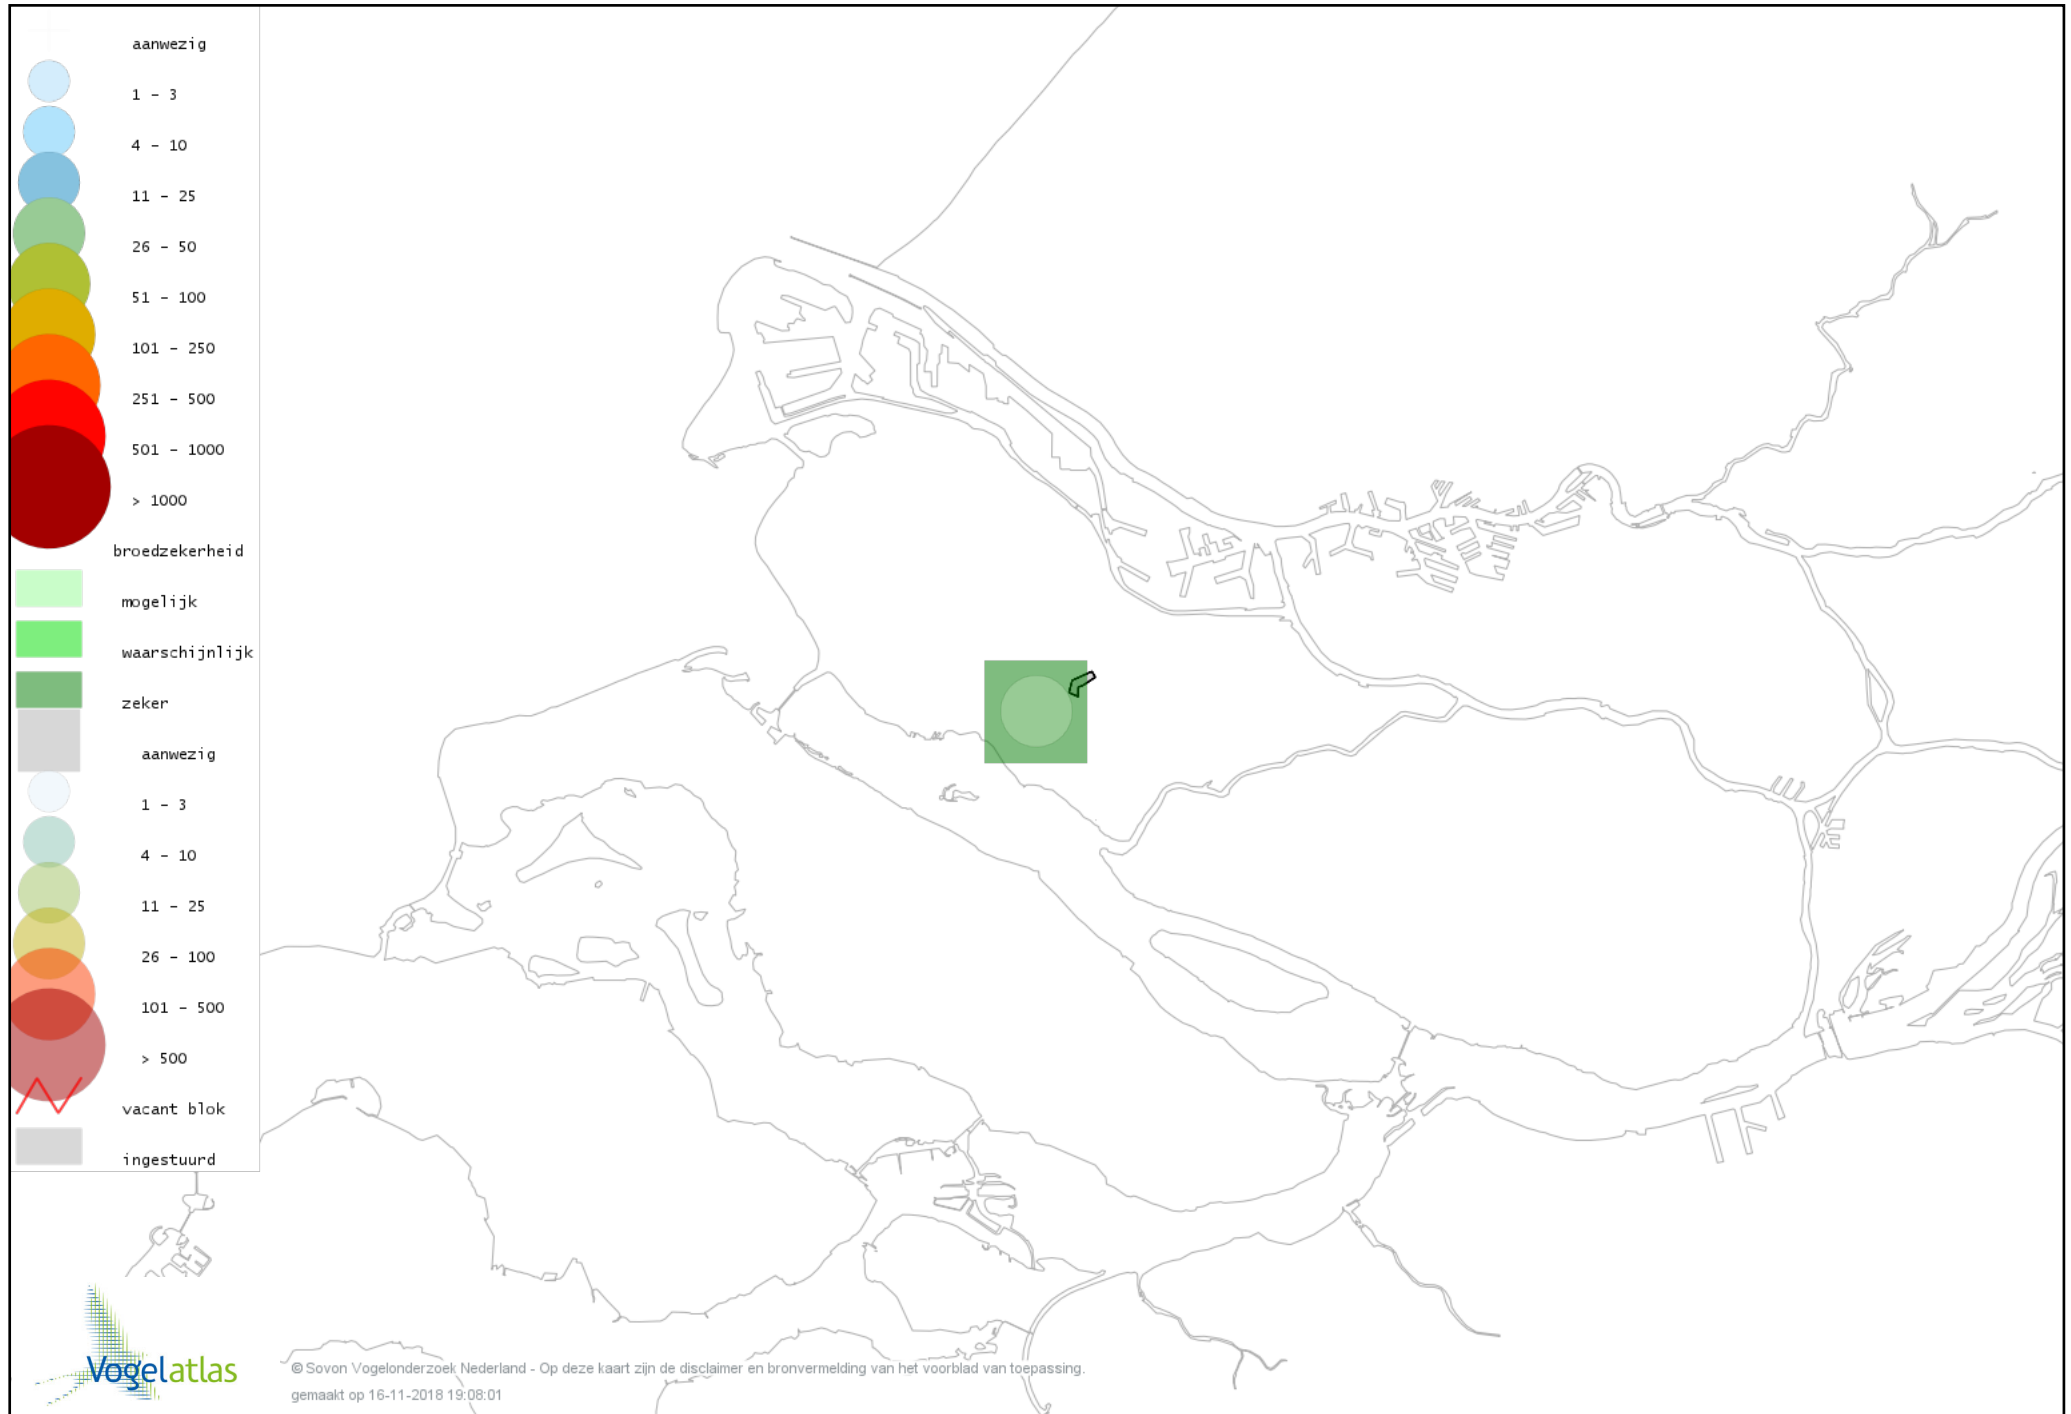 aanwezig
1 - 3
4 - 10
11 - 25
26 - 50
51 - 100
101 - 250
251 - 500
501 - 1000
> 1000
broedzekerheid
mogelijk
waarschijnlijk
zeker
aanwezig
1 - 3
4 - 10
11 - 25
26 - 100
101 - 500
> 500
vacant blok
ingestuurd
Vogelatlas
© Sovon Vogelonderzoek Nederland - Op deze kaart zijn de disclaimer en bronvermelding van het voorblad van toepassing.
gemaakt op 16-11-2018 19:08:01